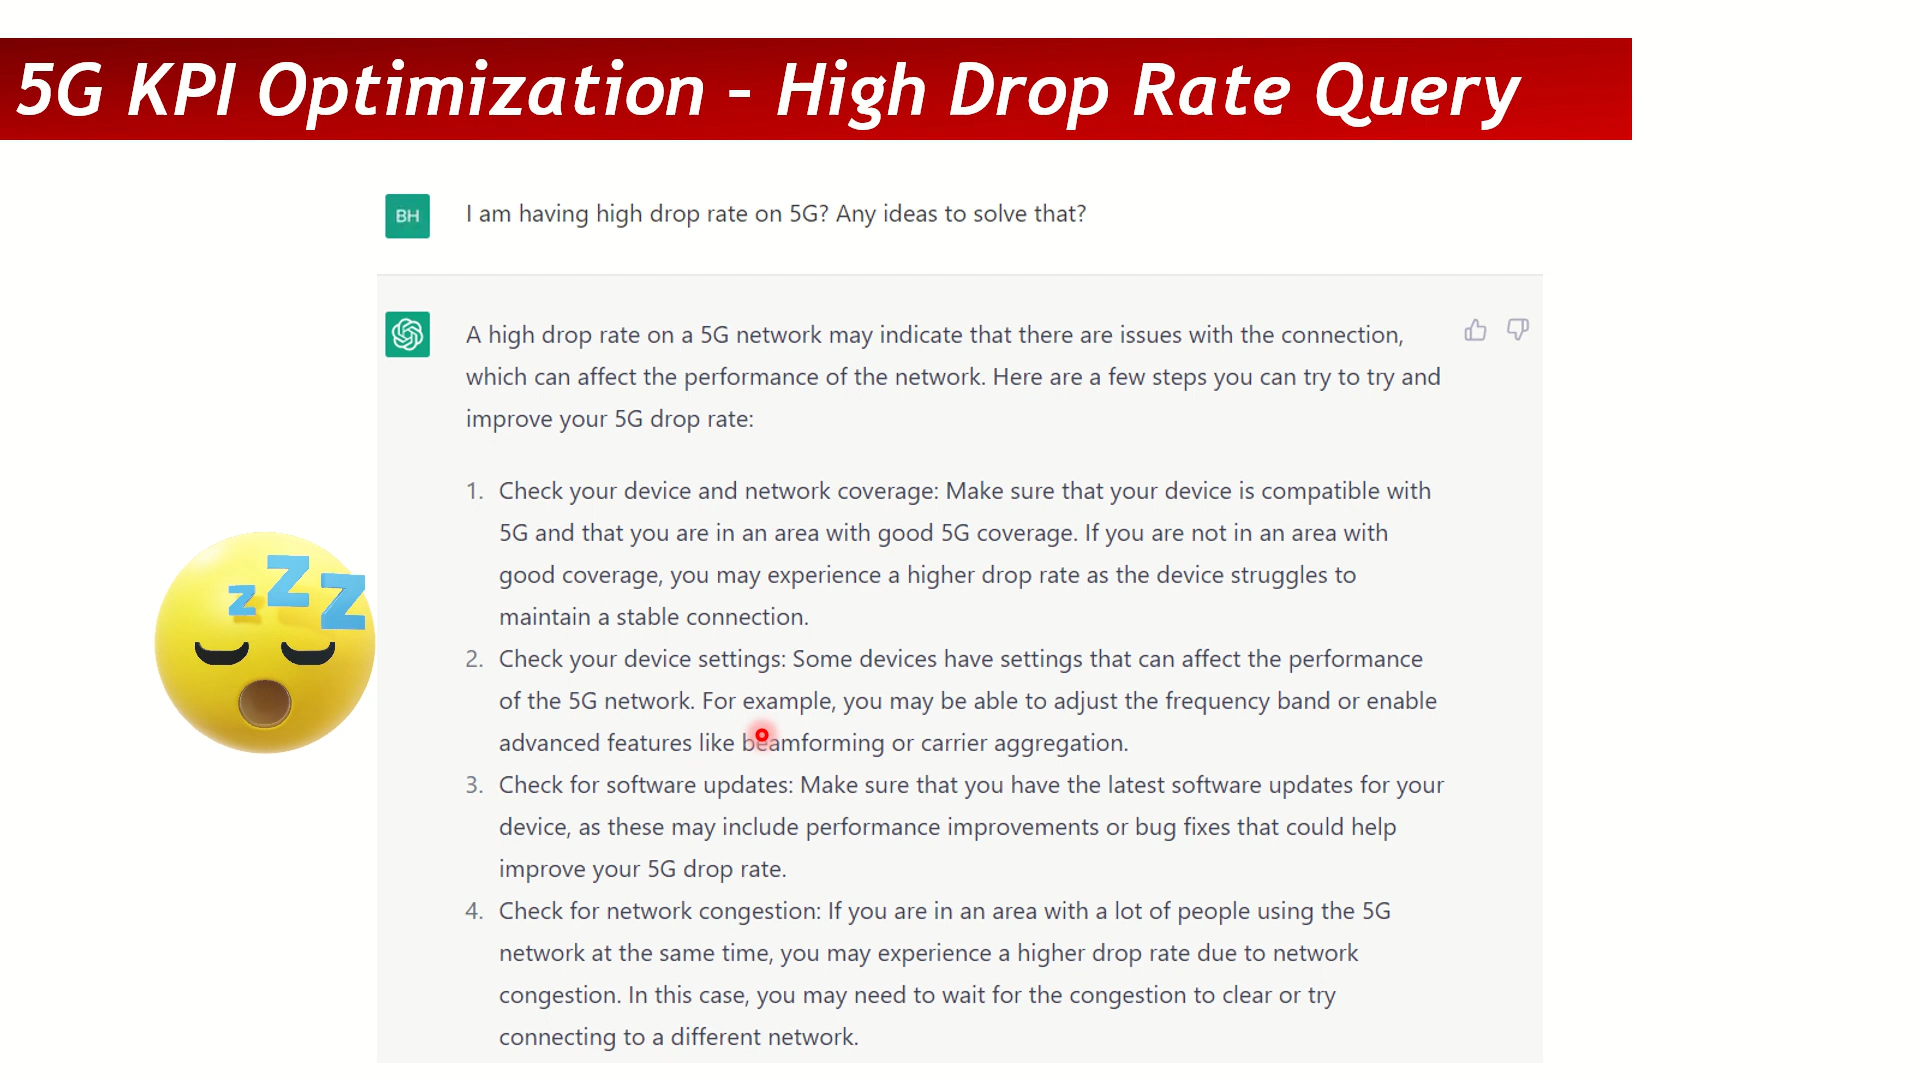 5G KPI Optimization – High Drop Rate Query
BH
I am having high drop rate on 5G? Any ideas to solve that?
A high drop rate on a 5G network may indicate that there are issues with the connection,
which can affect the performance of the network. Here are a few steps you can try to try and
improve your 5G drop rate:
1. Check your device and network coverage: Make sure that your device is compatible with
5G and that you are in an area with good 5G coverage. If you are not in an area with
good coverage, you may experience a higher drop rate as the device struggles to
maintain a stable connection.
2. Check your device settings: Some devices have settings that can affect the performance
of the 5G network. For example, you may be able to adjust the frequency band or enable
advanced features like beamforming or carrier aggregation.
3. Check for software updates: Make sure that you have the latest software updates for your
device, as these may include performance improvements or bug fixes that could help
improve your 5G drop rate.
4. Check for network congestion: If you are in an area with a lot of people using the 5G
network at the same time, you may experience a higher drop rate due to network
congestion. In this case, you may need to wait for the congestion to clear or try
connecting to a different network.
z z z